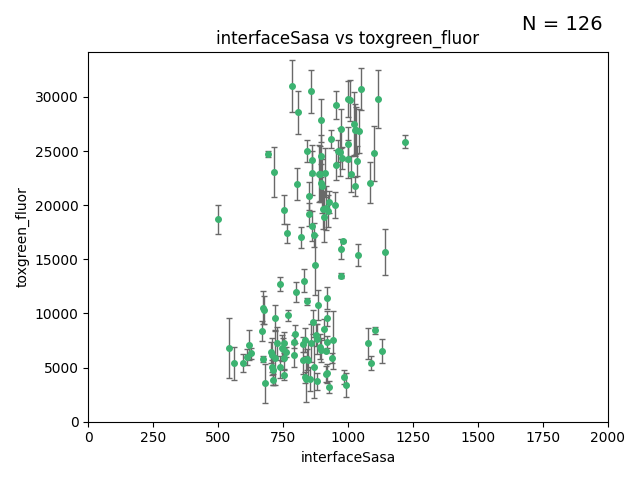 N = 126
interfaceSasa vs toxgreen_fluor
toxgreen_fluor
30000
25000
20000
15000
10000
5000
0
0 250 500 750 1000 1250 1500 1750 2000
interfaceSasa